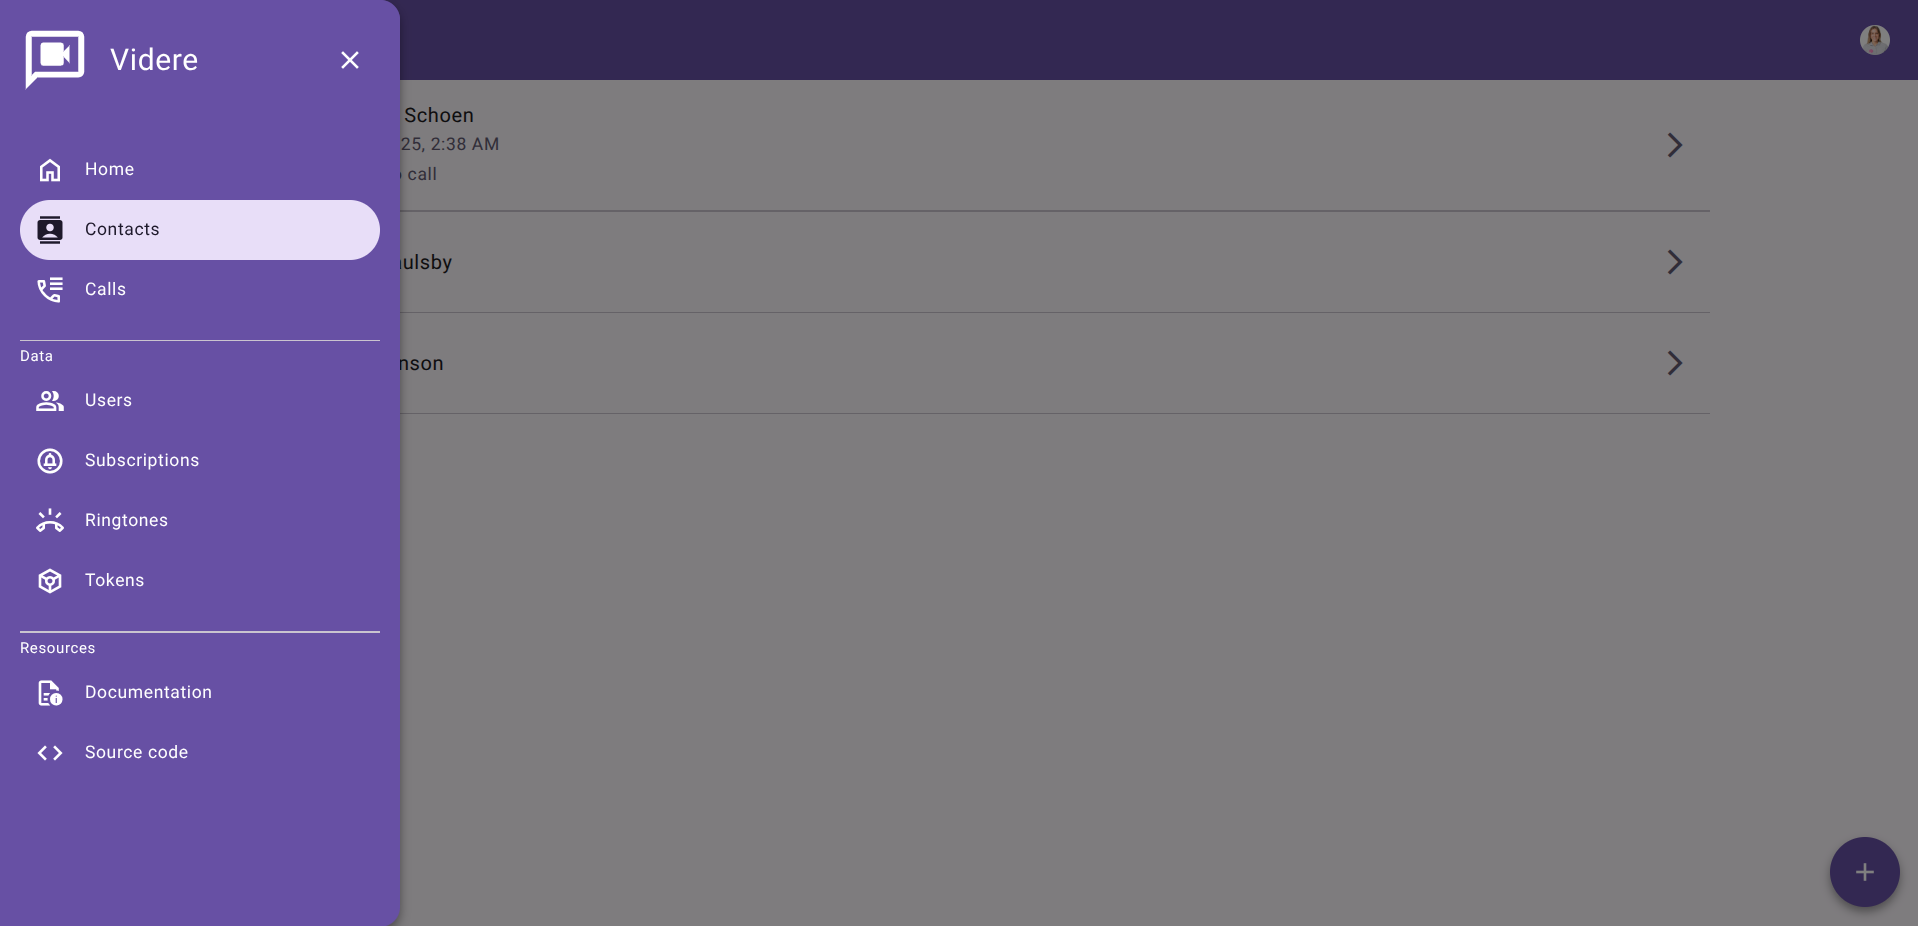 Videre
Home
Contacts
Calls
Data
Users
Subscriptions
Ringtones
Tokens
Resources
Documentation
Source code
Schoen
25, 2:38 AM
call
ulsby
nson